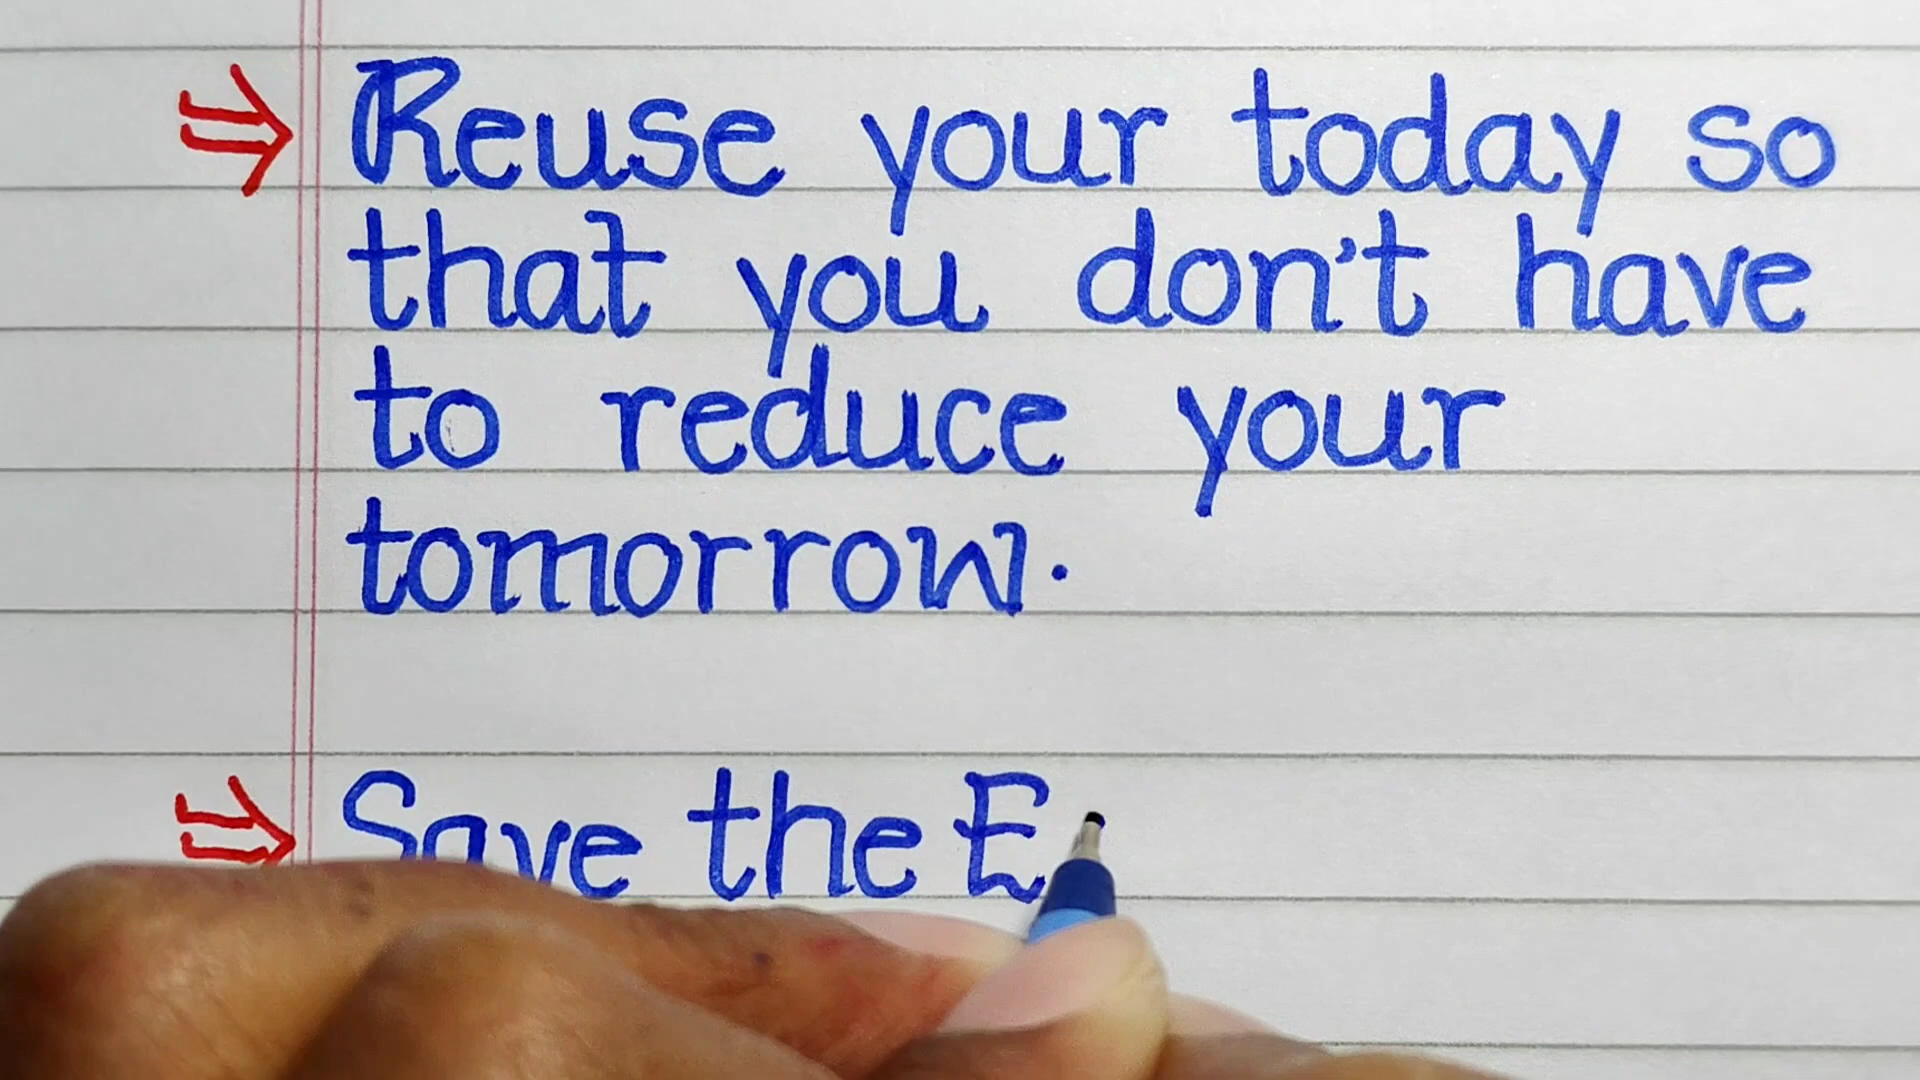 Reuse your today so
that you don't have
to reduce your
tomorrow.
Save the E